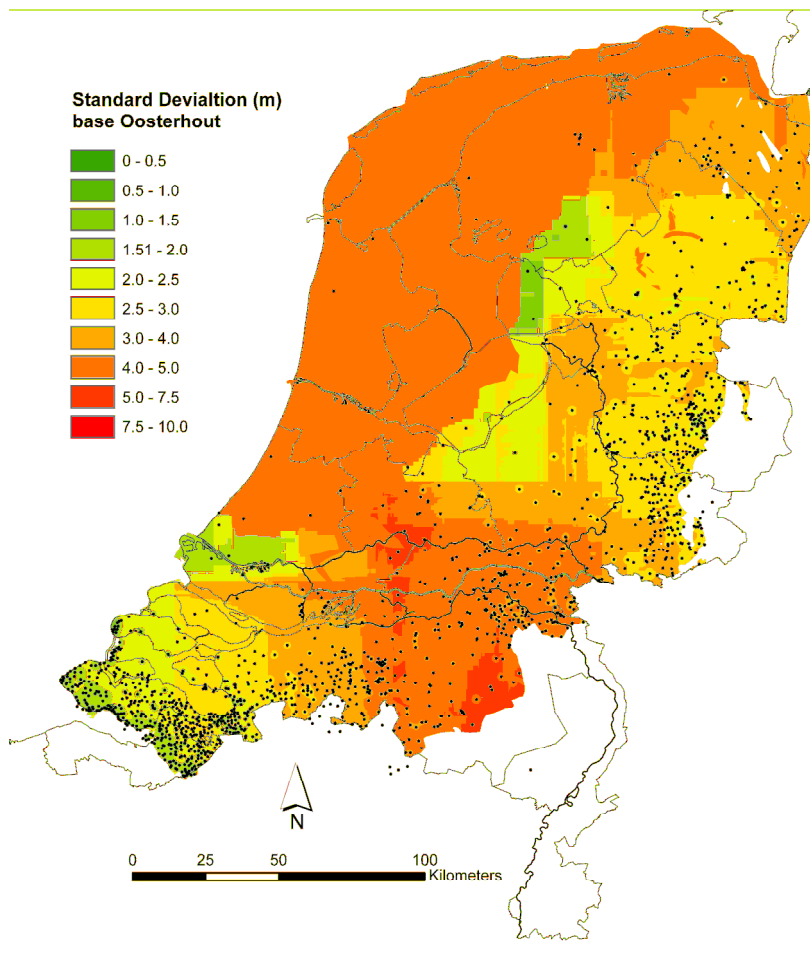 Standard Devialtion (m)
base Oosterhout
0 - 0.5
0.5 - 1.0
1.0 - 1.5
1.51 - 2.0
2.0 - 2.5
2.5 - 3.0
3.0 - 4.0
4.0 - 5.0
5.0 - 7.5
7.5 - 10.0
N
0 25 50 100
Kilometers